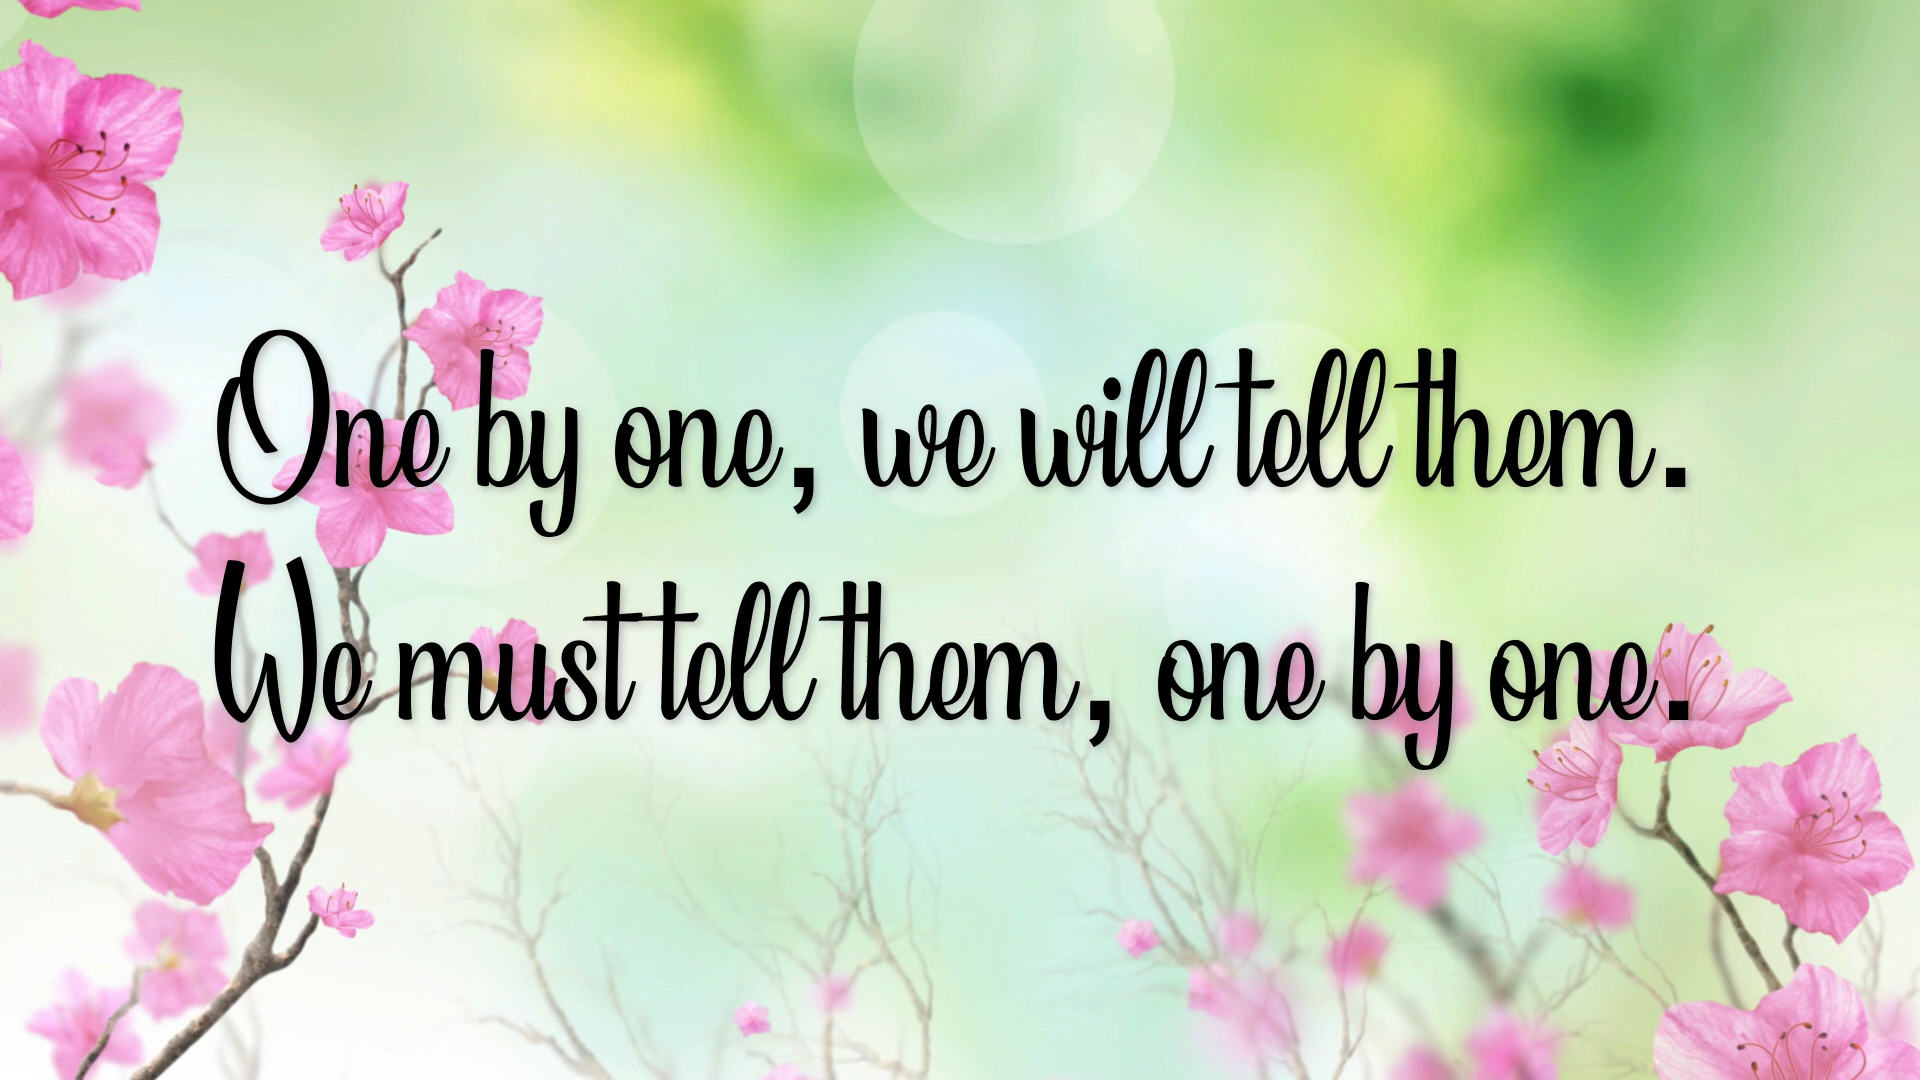 One by one, we will tell them.
We must tell them, one by one.